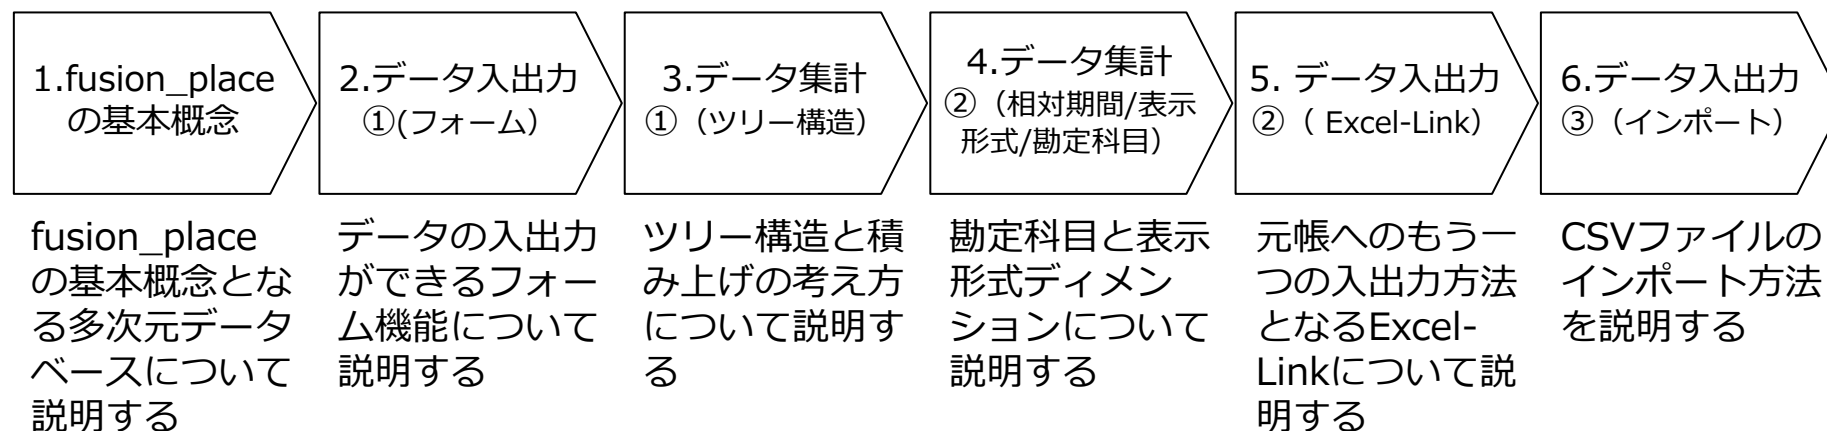 1.fusion_place
の基本概念
2.データ入出力
①(フォーム）
3.データ集計
①（ツリー構造）
4.データ集計
②（相対期間/表示
形式/勘定科目）
5. データ入出力
②（ Excel-Link）
6.データ入出力
③（インポート）
fusion_place
の基本概念とな
る多次元データ
ベースについて
説明する
データの入出力
ができるフォー
ム機能について
説明する
ツリー構造と積
み上げの考え方
について説明す
る
勘定科目と表示
形式ディメン
ションについて
説明する
元帳へのもう一
つの入出力方法
となるExcel-
Linkについて説
明する
CSVファイルの
インポート方法
を説明する